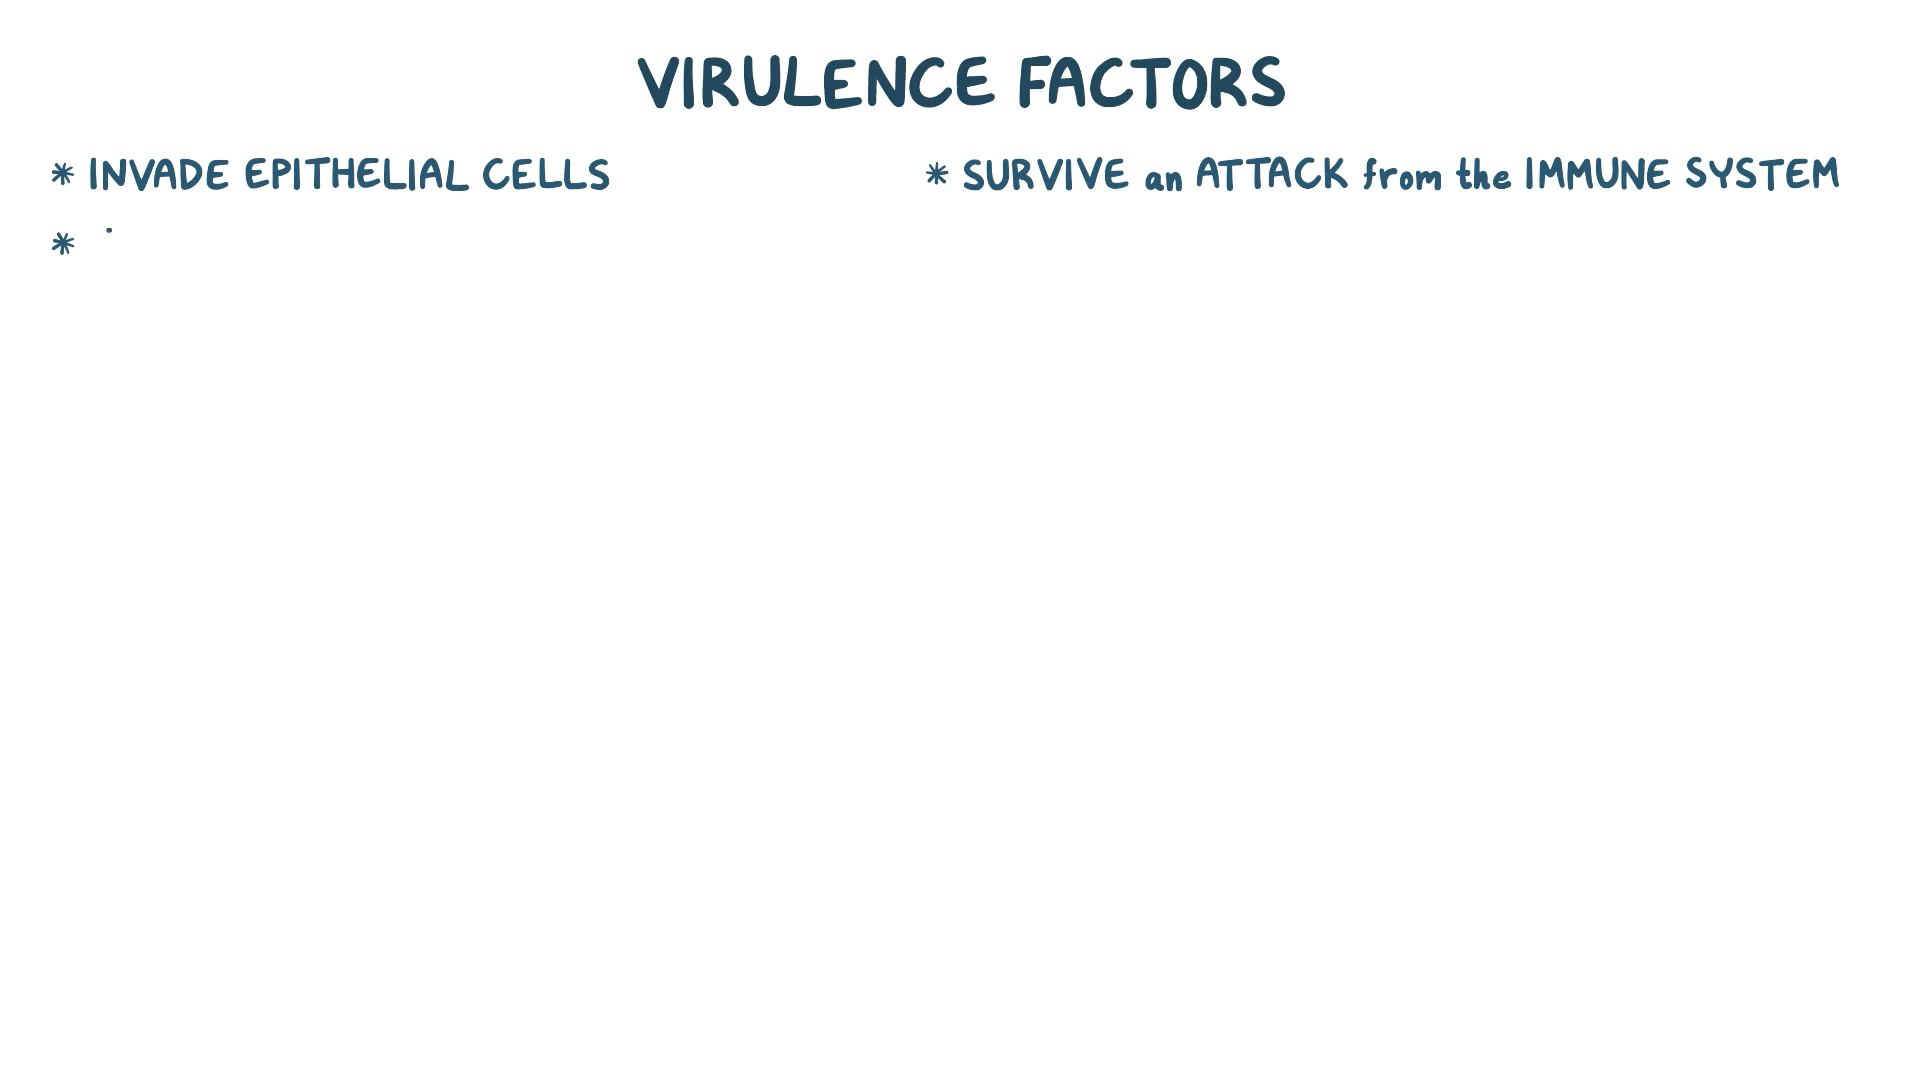 VIRULENCE FACTORS
* INVADE EPITHELIAL CELLS
* SURVIVE an ATTACK from the IMMUNE SYSTEM
*